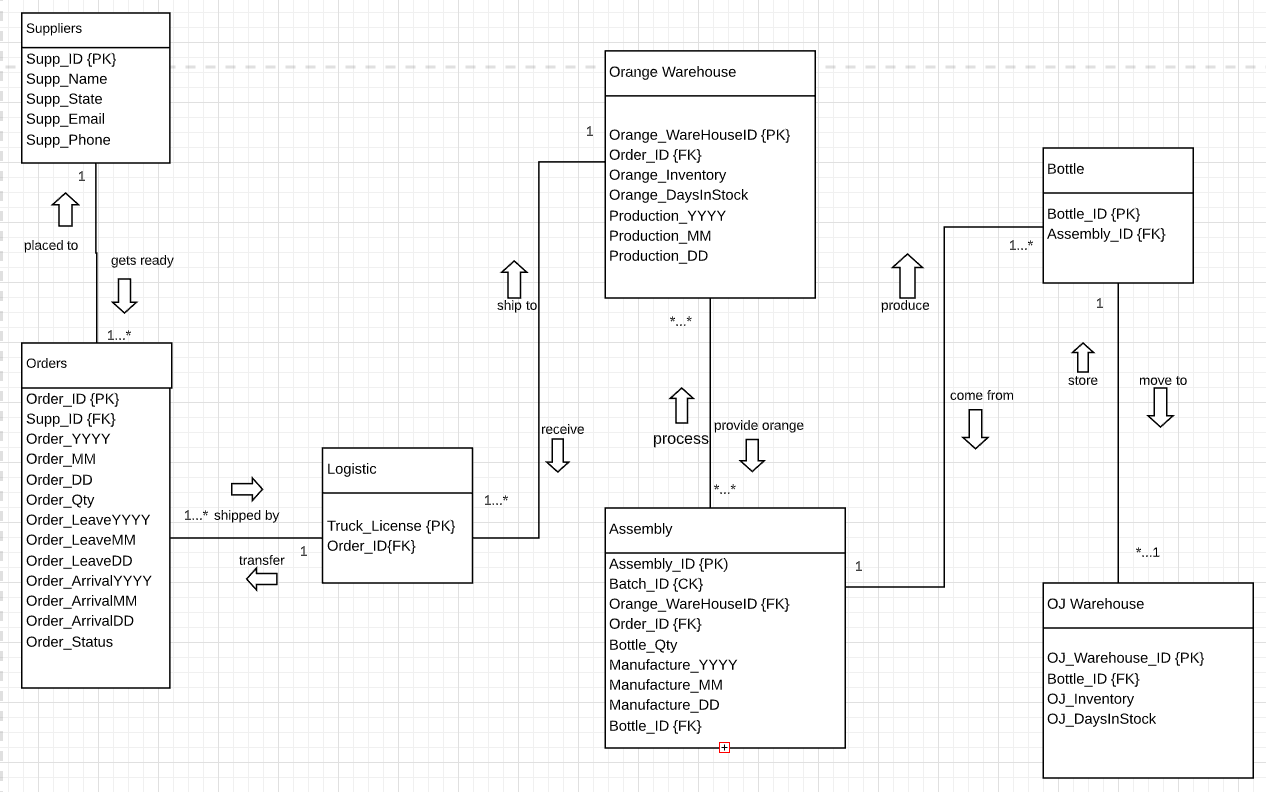 Suppliers
Supp_ID {PK}
Supp_Name
Supp_State
Supp_Email
Supp_Phone
1
placed to
gets ready
1...*
Orders
Order_ID {PK}
Supp_ID {FK}
Order_YYYY
Order_MM
Order_DD
Order_Qty
Order_LeaveYYYY
Order_LeaveMM
Order_LeaveDD
Order_ArrivalYYYY
Order_ArrivalMM
Order_ArrivalDD
Order_Status
1...* shipped by
transfer
1
Logistic
Truck_License {PK}
Order_ID{FK}
1...*
ship to
receive
1
Orange Warehouse
Orange_WareHouseID {PK}
Order_ID {FK}
Orange_Inventory
Orange_DaysInStock
Production_YYYY
Production_MM
Production_DD
*...*
process
provide orange
*...*
Assembly
Assembly_ID {PK)
Batch_ID {CK}
Orange_WareHouseID {FK}
Order_ID {FK}
Bottle_Qty
Manufacture_YYYY
Manufacture_MM
Manufacture_DD
Bottle_ID {FK}
1
produce
come from
1...*
Bottle
Bottle_ID {PK}
Assembly_ID {FK}
1
store
move to
*...1
OJ Warehouse
OJ_Warehouse_ID {PK}
Bottle_ID {FK}
OJ_Inventory
OJ_DaysInStock